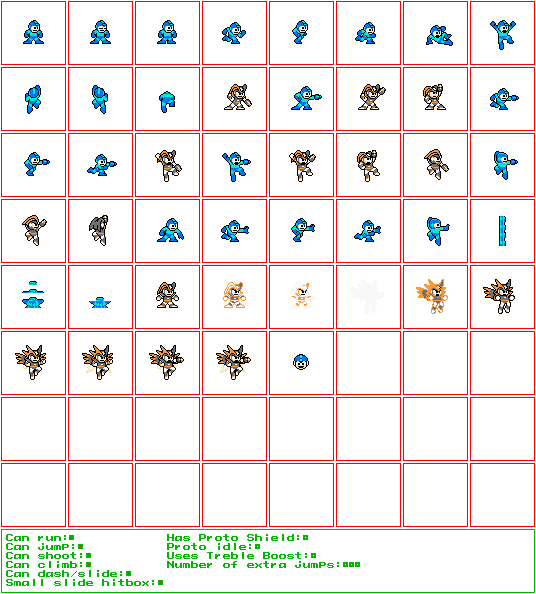 Can run:■
Can jump:■
Can shoot:■
Can climb:■
Can dash/slide:■
Small slide hitbox:■
Has Proto Shield:■
Proto idle:■
Uses Treble Boost:■
Number of extra jumps:■■■